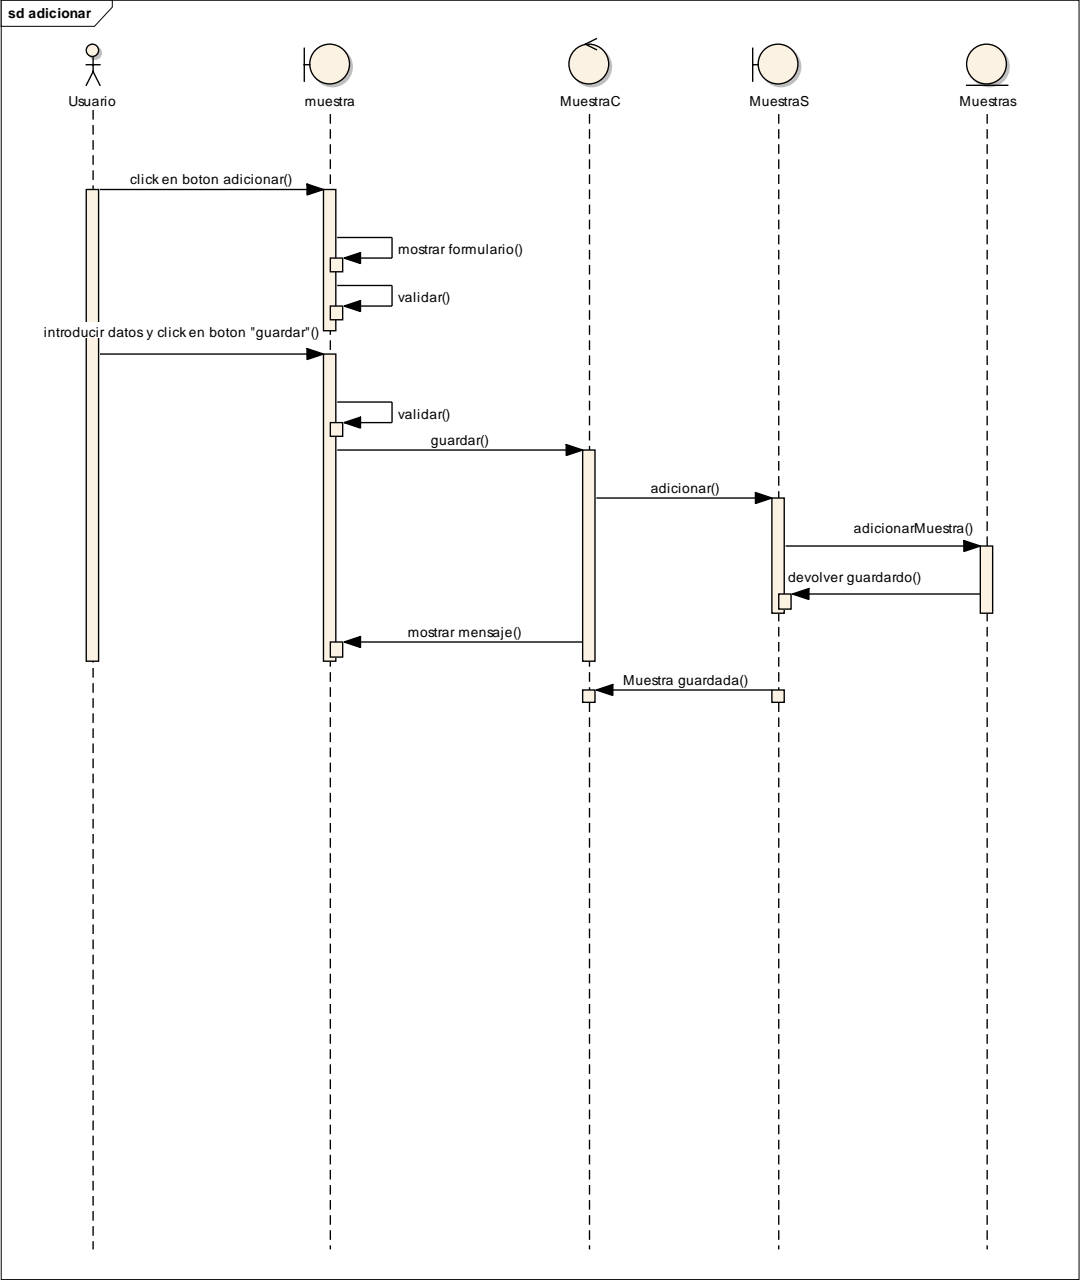 sd adicionar
Usuario
muestra
MuestraC
MuestraS
Muestras
click en boton adicionar()
mostrar formulario()
validar()
introducir datos y click en boton "guardar"()
validar()
guardar()
adicionar()
adicionarMuestra()
devolver guardardo()
mostrar mensaje()
Muestra guardada()